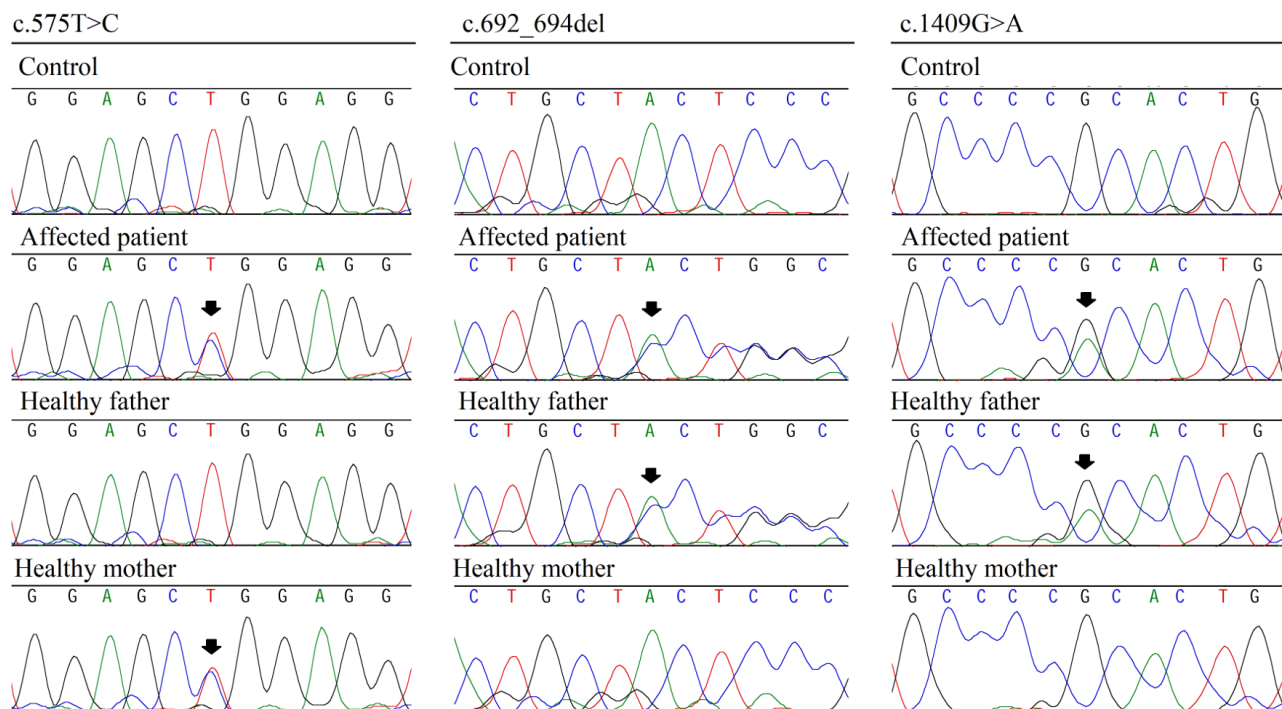 c.575T>C c.692_694del c.1409G>A
Control Control Control
G G A G C T G G A G G C T G C T A C T C C C G C C C C G C A C T G
Affected patient Affected patient Affected patient
G G A G C T G G A G G C T G C T A C T G G C G C C C C G C A C T G
Healthy father Healthy father Healthy father
G G A G C T G G A G G C T G C T A C T G G C G C C C C G C A C T G
Healthy mother Healthy mother Healthy mother
G G A G C T G G A G G C T G C T A C T C C C G C C C C G C A C T G